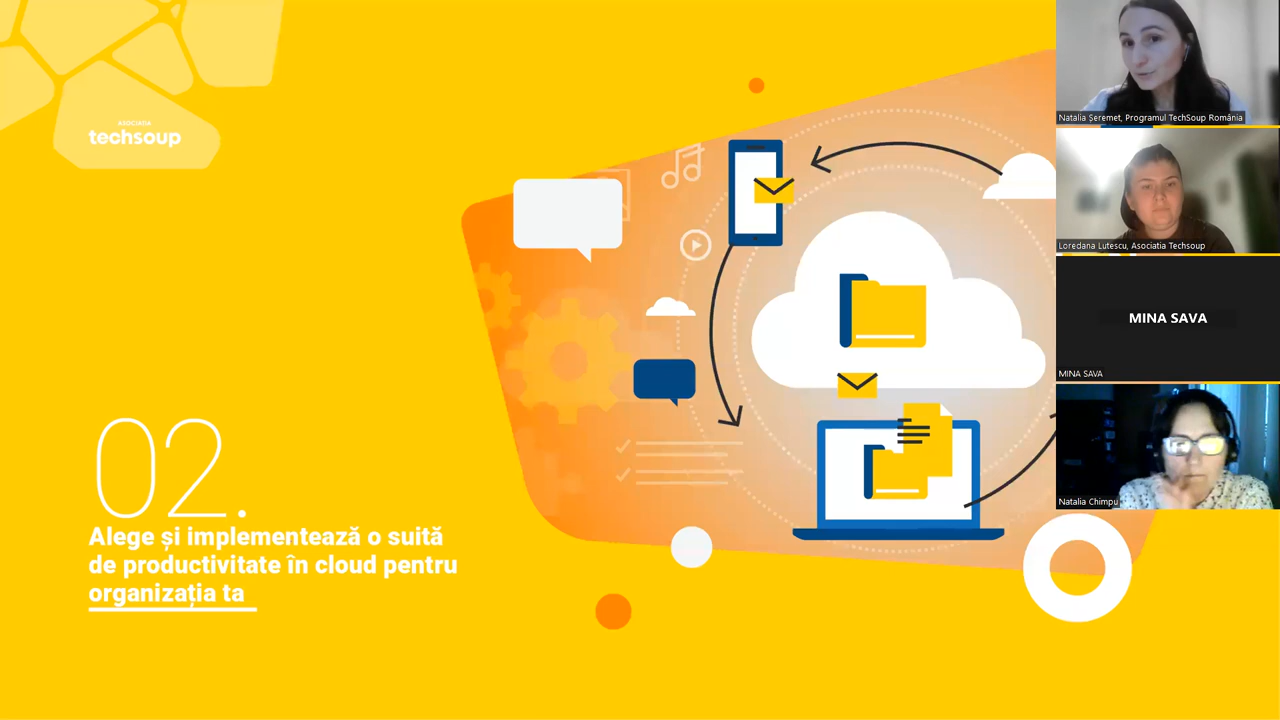 ASOCIAȚIA
techsoup
02.
Alege și implementează o suită
de productivitate în cloud pentru
organizația ta
Natalia Șeremet, Programul TechSoup România
Loredana Lutescu, Asociatia Techsoup
MINA SAVA
MINA SAVA
Natalia Chimpu